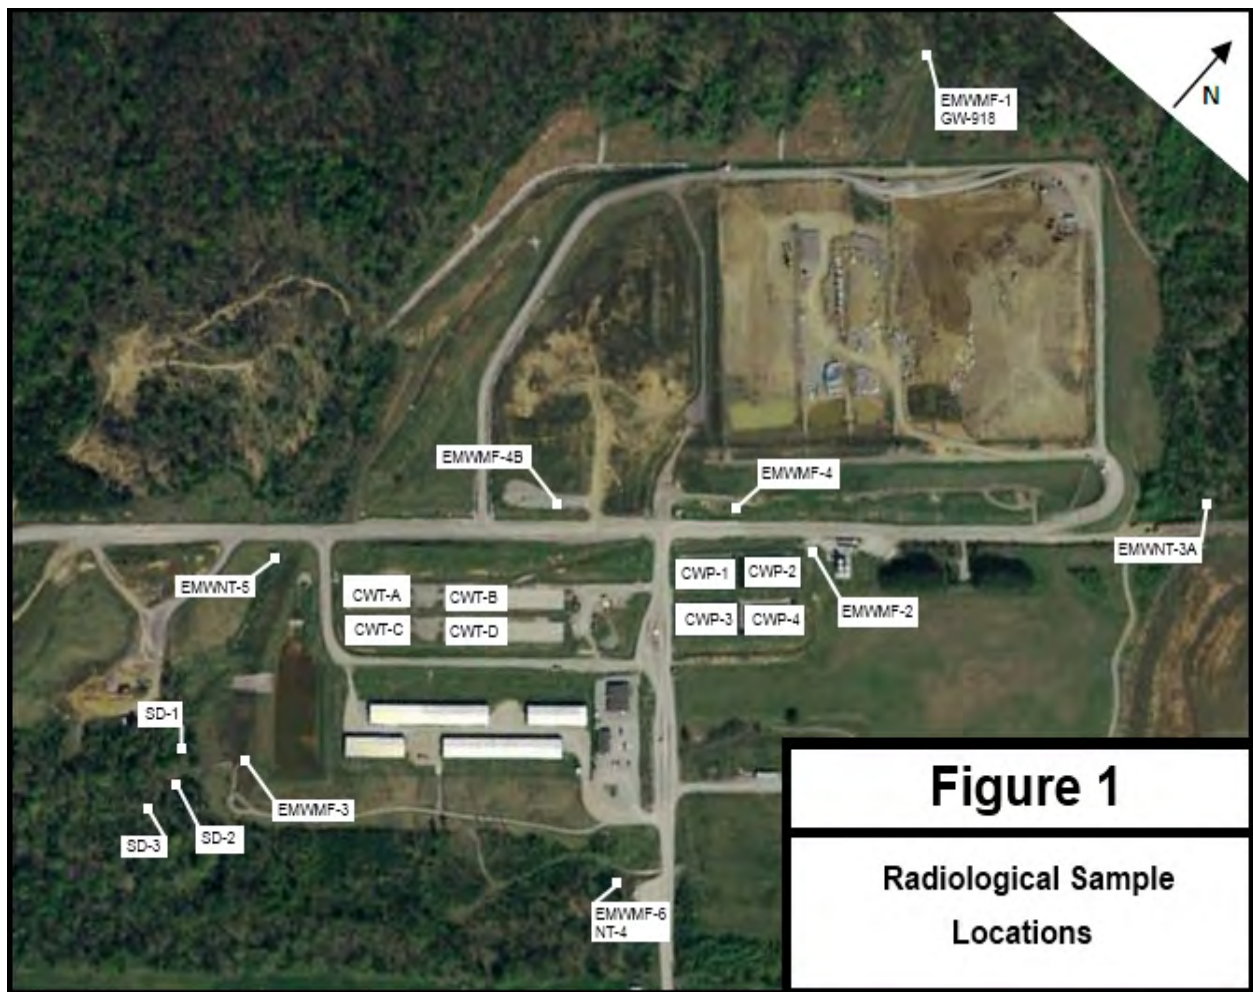 N
EMWMF-1
GW-918
EMWMF-4B
EMWMF-4
EMWNT-3A
EMWNT-5
CWT-A
CWT-B
CWP-1
CWP-2
EMWMF-2
CWT-C
CWT-D
CWP-3
CWP-4
SD-1
EMWMF-3
SD-2
SD-3
EMWMF-6
NT-4
Figure 1
Radiological Sample
Locations